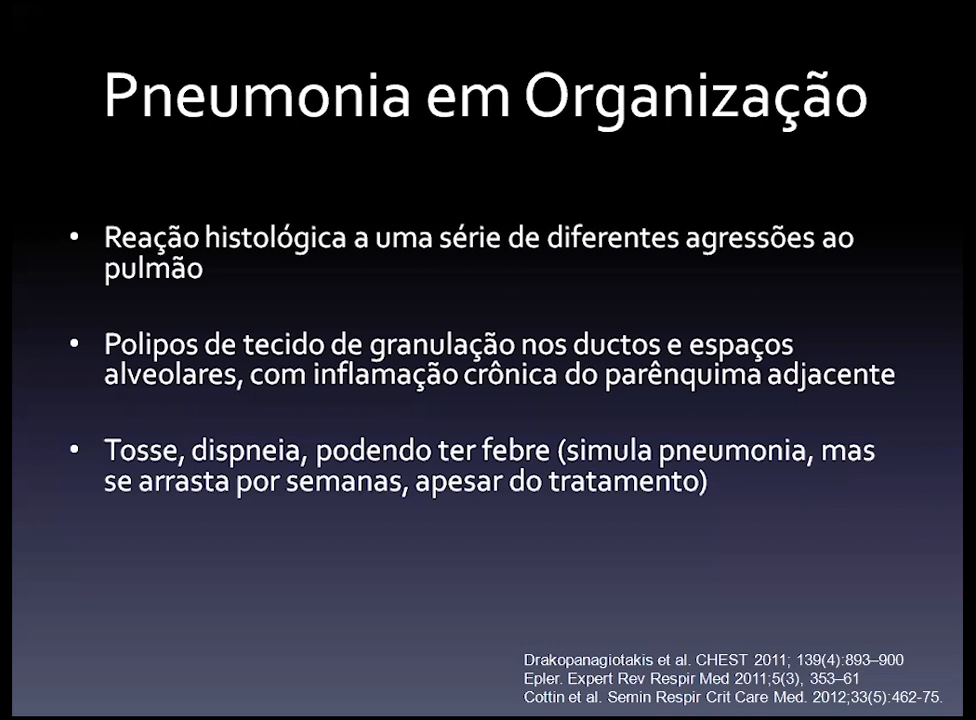 Pneumonia em Organização
• Reação histológica a uma série de diferentes agressões ao
pulmão
• Polipos de tecido de granulação nos ductos e espaços
alveolares, com inflamação crônica do parênquima adjacente
• Tosse, dispneia, podendo ter febre (simula pneumonia, mas
se arrasta por semanas, apesar do tratamento)
Drakopanagiotakis et al. CHEST 2011; 139(4):893–900
Epler. Expert Rev Respir Med 2011;5(3), 353–61
Cottin et al. Semin Respir Crit Care Med. 2012;33(5):462-75.